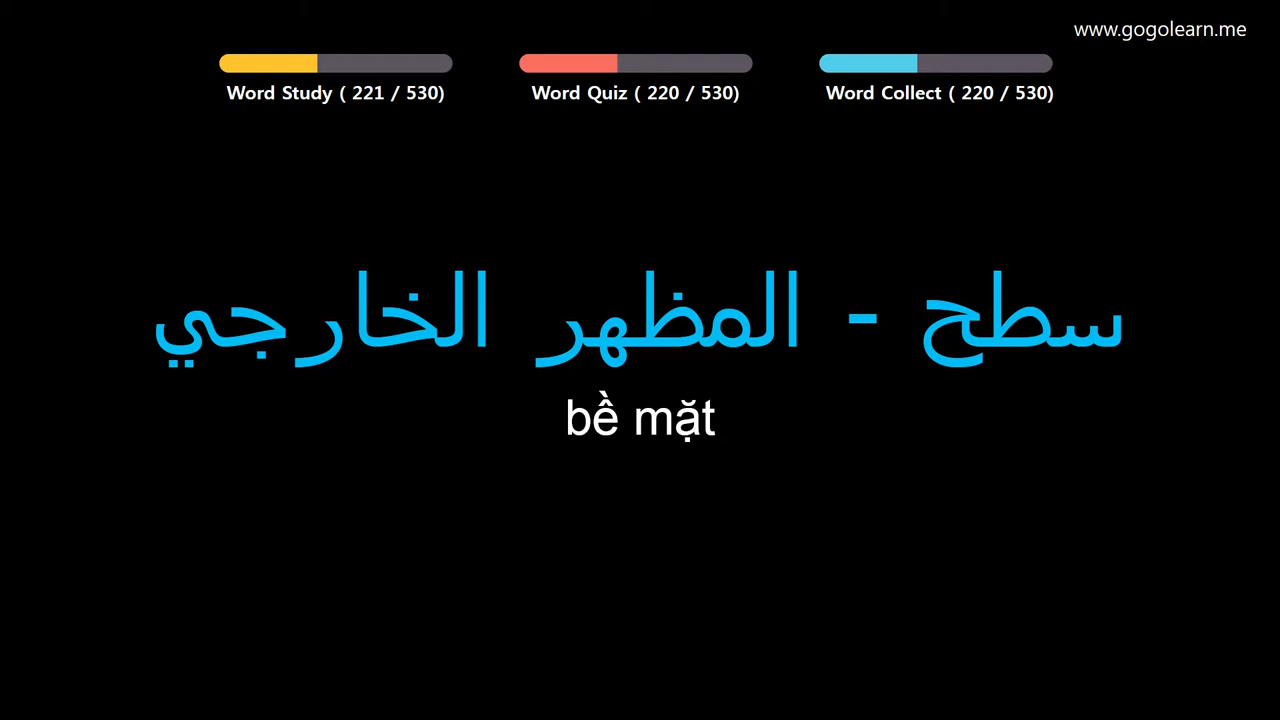 www.gogolearn.me
Word Study ( 221 / 530) Word Quiz ( 220 / 530) Word Collect ( 220 / 530)
سطح - المظهر الخارجي
bề mặt